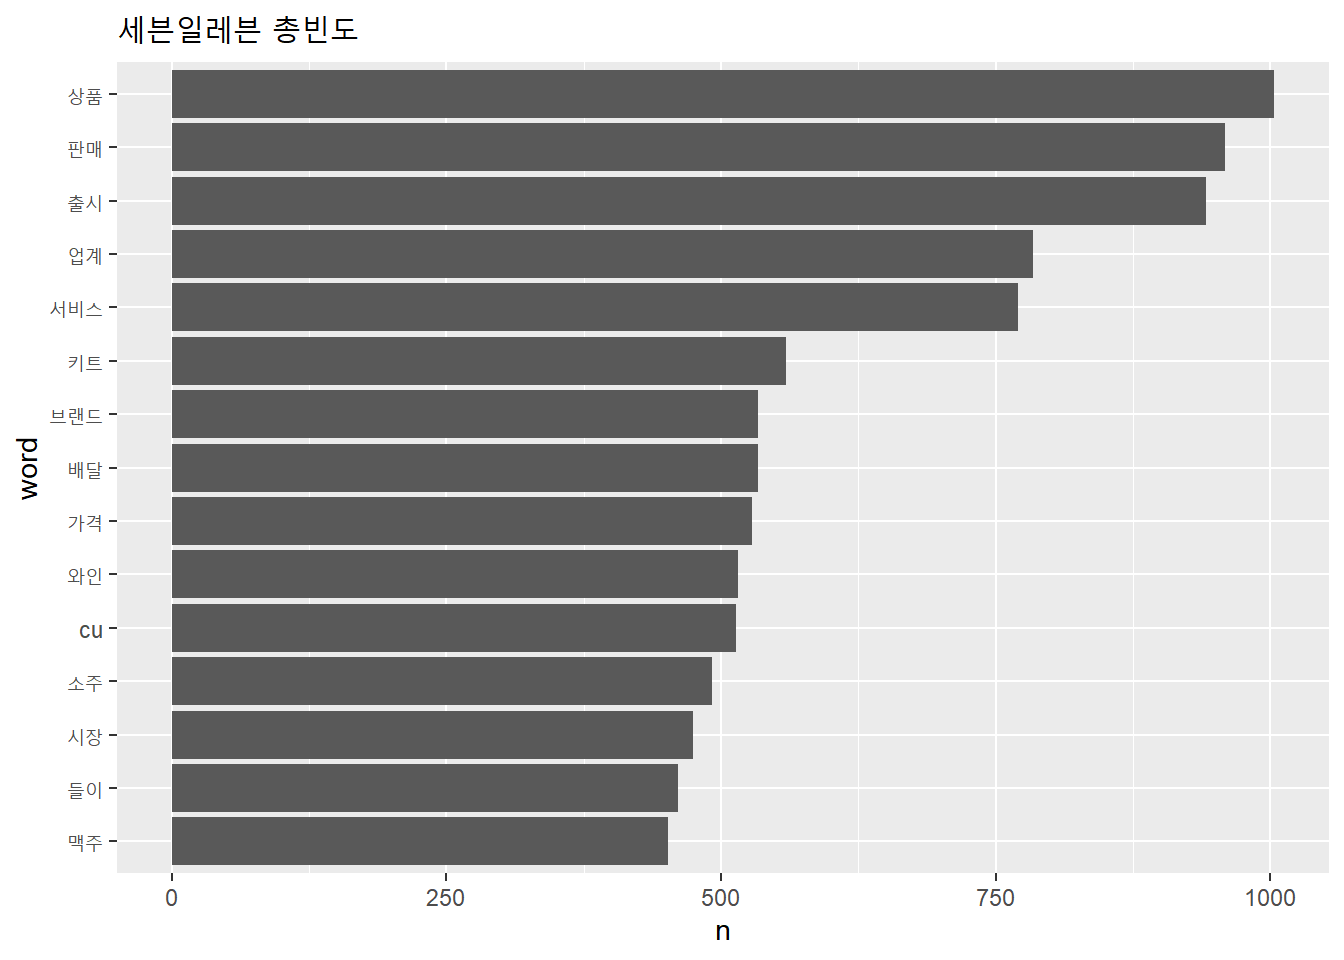 세븐일레븐 총빈도
상품
판매
출시
업계
서비스
키트
브랜드
배달
가격
와인
cu
소주
시장
들이
맥주
word
0 250 500 750 1000
n